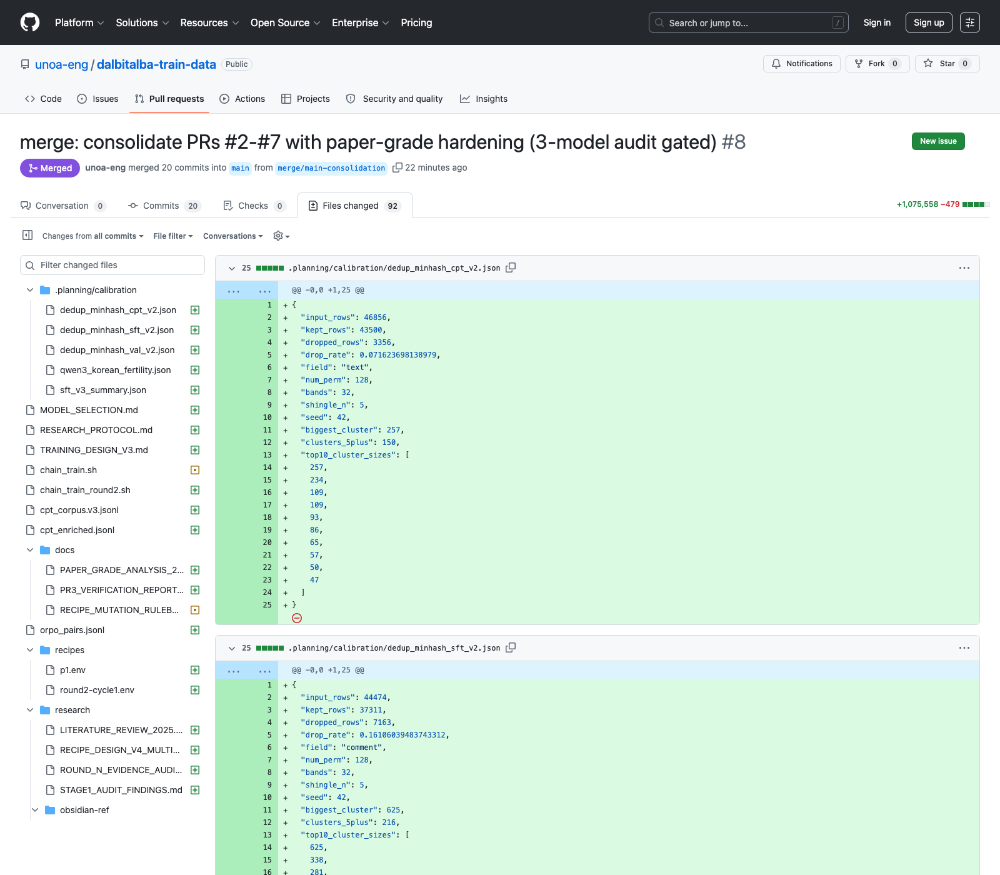 Platform
Solutions
Resources
Open Source
Enterprise
Pricing
Search or jump to...
/
Sign in
Sign up
unoa-eng / dalbitalba-train-data
Public
Notifications
Fork 0
Star 0
Code
Issues
Pull requests
Actions
Projects
Security and quality
Insights
merge: consolidate PRs #2-#7 with paper-grade hardening (3-model audit gated) #8
New issue
Merged
unoa-eng merged 20 commits into main from merge/main-consolidation 22 minutes ago
Conversation 0
Commits 20
Checks 0
Files changed 92
+1,075,558 −479
Changes from all commits
File filter
Conversations
Filter changed files
.planning/calibration
dedup_minhash_cpt_v2.json
dedup_minhash_sft_v2.json
dedup_minhash_val_v2.json
qwen3_korean_fertility.json
sft_v3_summary.json
MODEL_SELECTION.md
RESEARCH_PROTOCOL.md
TRAINING_DESIGN_V3.md
chain_train.sh
chain_train_round2.sh
cpt_corpus.v3.jsonl
cpt_enriched.jsonl
docs
PAPER_GRADE_ANALYSIS_2...
PR3_VERIFICATION_REPORT...
RECIPE_MUTATION_RULEB...
orpo_pairs.jsonl
recipes
p1.env
round2-cycle1.env
research
LITERATURE_REVIEW_2025....
RECIPE_DESIGN_V4_MULTI...
ROUND_N_EVIDENCE_AUDI...
STAGE1_AUDIT_FINDINGS.md
obsidian-ref
25 .planning/calibration/dedup_minhash_cpt_v2.json
... ... @@ -0,0 +1,25 @@
1 + {
2 + "input_rows": 46856,
3 + "kept_rows": 43500,
4 + "dropped_rows": 3356,
5 + "drop_rate": 0.071623698138979,
6 + "field": "text",
7 + "num_perm": 128,
8 + "bands": 32,
9 + "shingle_n": 5,
10 + "seed": 42,
11 + "biggest_cluster": 257,
12 + "clusters_5plus": 150,
13 + "top10_cluster_sizes": [
14 + 257,
15 + 234,
16 + 109,
17 + 109,
18 + 93,
19 + 86,
20 + 65,
21 + 57,
22 + 50,
23 + 47
24 + ]
25 + }
25 .planning/calibration/dedup_minhash_sft_v2.json
... ... @@ -0,0 +1,25 @@
1 + {
2 + "input_rows": 44474,
3 + "kept_rows": 37311,
4 + "dropped_rows": 7163,
5 + "drop_rate": 0.16106039483743312,
6 + "field": "comment",
7 + "num_perm": 128,
8 + "bands": 32,
9 + "shingle_n": 5,
10 + "seed": 42,
11 + "biggest_cluster": 625,
12 + "clusters_5plus": 216,
13 + "top10_cluster_sizes": [
14 + 625,
15 + 338,
16 + 281,